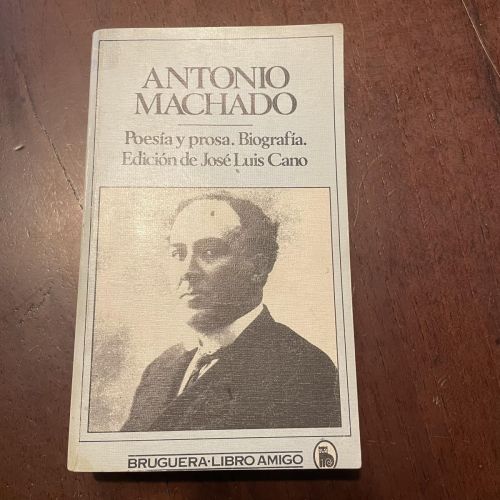 ANTONIO
MACHADO
Poesía y prosa. Biografía.
Edición de José Luis Cano
BRUGUERA·LIBRO AMIGO